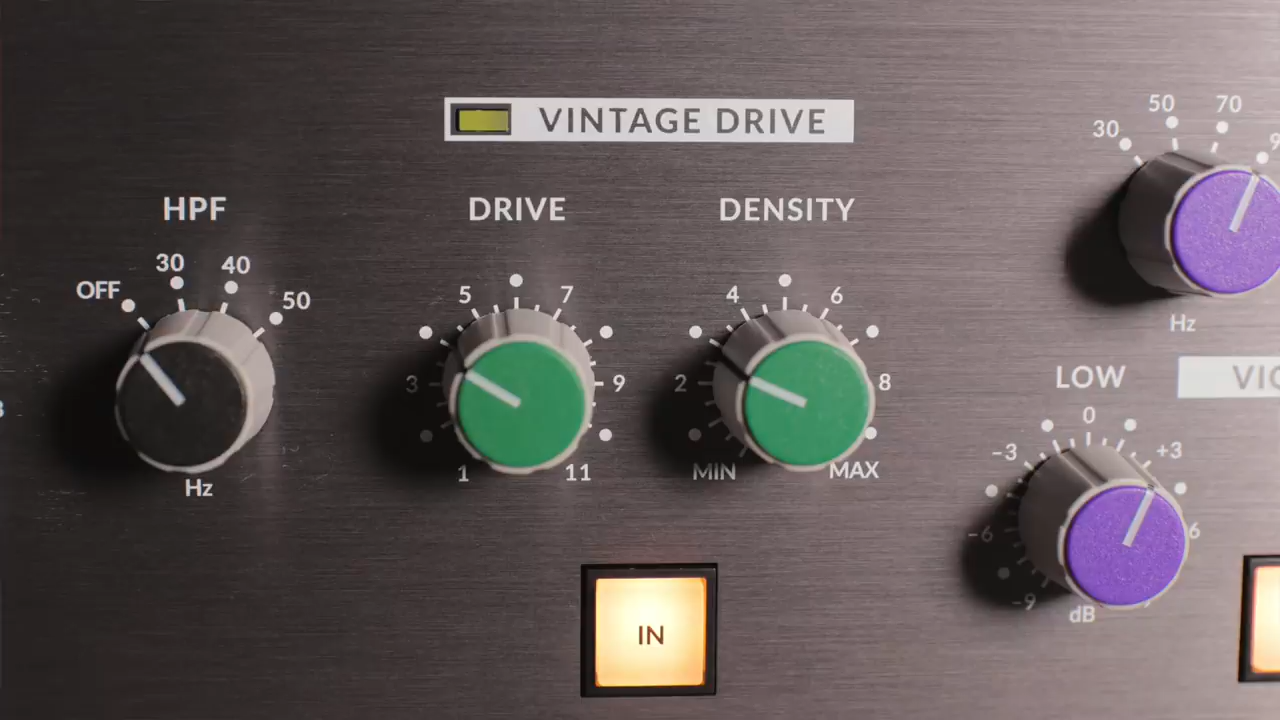 VINTAGE DRIVE
HPF
OFF
30
40
50
Hz
DRIVE
1
3
5
7
9
11
DENSITY
MIN
2
4
6
8
MAX
IN
30
50
70
Hz
LOW
-9
-6
-3
0
+3
6
dB